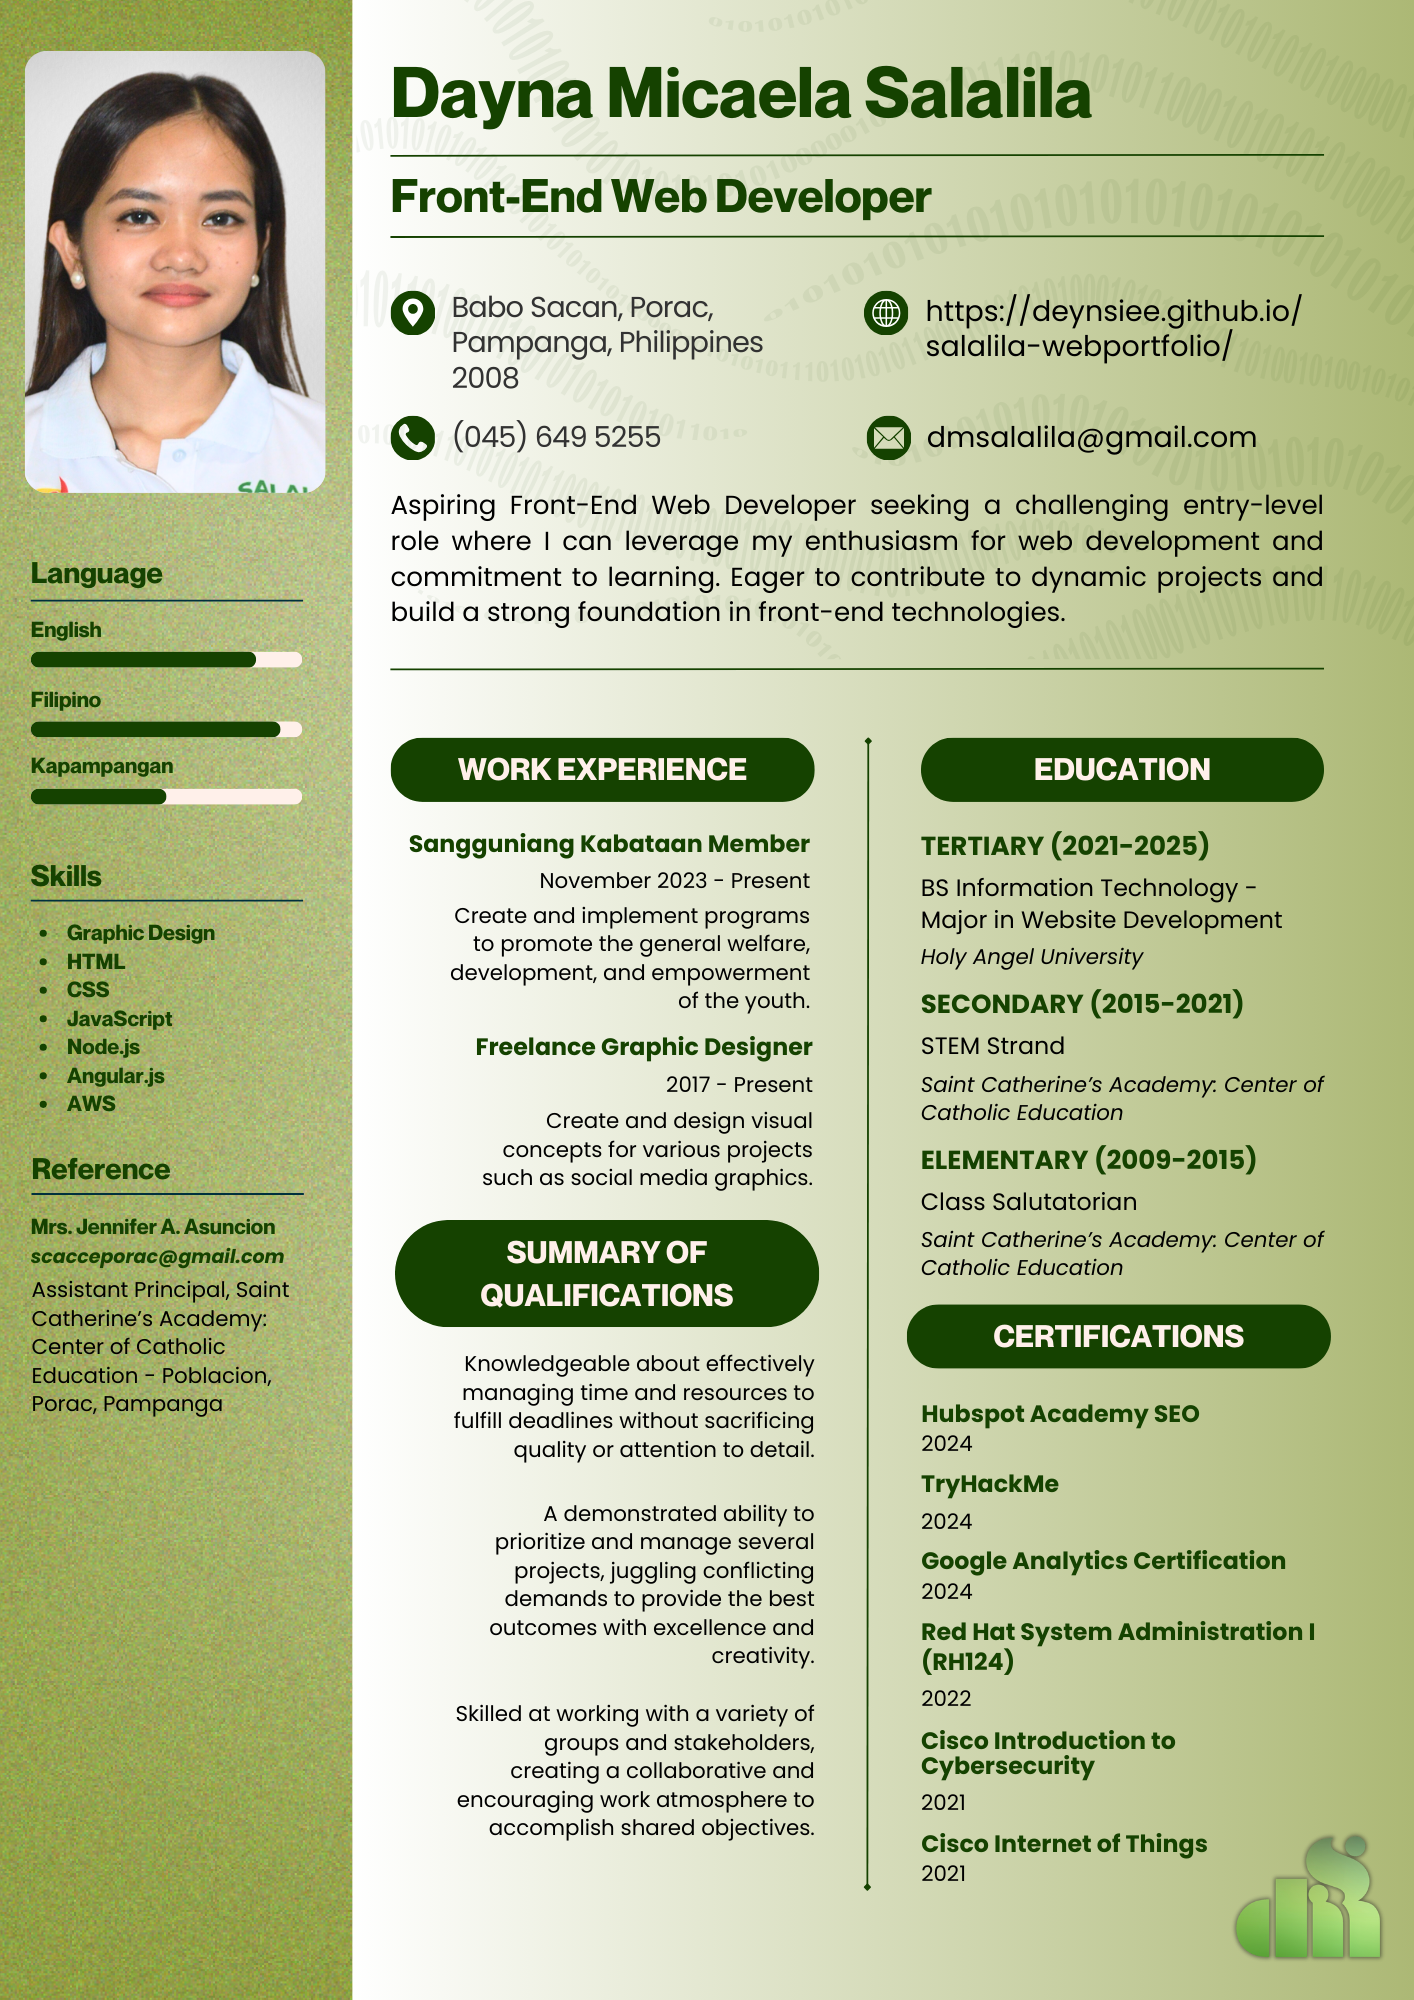 Dayna Micaela Salalila
Front-End Web Developer
Babo Sacan, Porac,
Pampanga, Philippines
2008
https://deynsiee.github.io/
salalila-webportfolio/
(045) 649 5255
dmsalalila@gmail.com
Aspiring Front-End Web Developer seeking a challenging entry-level
role where I can leverage my enthusiasm for web development and
commitment to learning. Eager to contribute to dynamic projects and
build a strong foundation in front-end technologies.
Language
English
Filipino
Kapampangan
Skills
• Graphic Design
• HTML
• CSS
• JavaScript
• Node.js
• Angular.js
• AWS
Reference
Mrs. Jennifer A. Asuncion
scacceporac@gmail.com
Assistant Principal, Saint
Catherine's Academy:
Center of Catholic
Education - Poblacion,
Porac, Pampanga
WORK EXPERIENCE
Sangguniang Kabataan Member
November 2023 - Present
Create and implement programs
to promote the general welfare,
development, and empowerment
of the youth.
Freelance Graphic Designer
2017 - Present
Create and design visual
concepts for various projects
such as social media graphics.
SUMMARY OF
QUALIFICATIONS
Knowledgeable about effectively
managing time and resources to
fulfill deadlines without sacrificing
quality or attention to detail.
A demonstrated ability to
prioritize and manage several
projects, juggling conflicting
demands to provide the best
outcomes with excellence and
creativity.
Skilled at working with a variety of
groups and stakeholders,
creating a collaborative and
encouraging work atmosphere to
accomplish shared objectives.
EDUCATION
TERTIARY (2021-2025)
BS Information Technology -
Major in Website Development
Holy Angel University
SECONDARY (2015-2021)
STEM Strand
Saint Catherine's Academy: Center of
Catholic Education
ELEMENTARY (2009-2015)
Class Salutatorian
Saint Catherine's Academy: Center of
Catholic Education
CERTIFICATIONS
Hubspot Academy SEO
2024
TryHackMe
2024
Google Analytics Certification
2024
Red Hat System Administration I
(RH124)
2022
Cisco Introduction to
Cybersecurity
2021
Cisco Internet of Things
2021